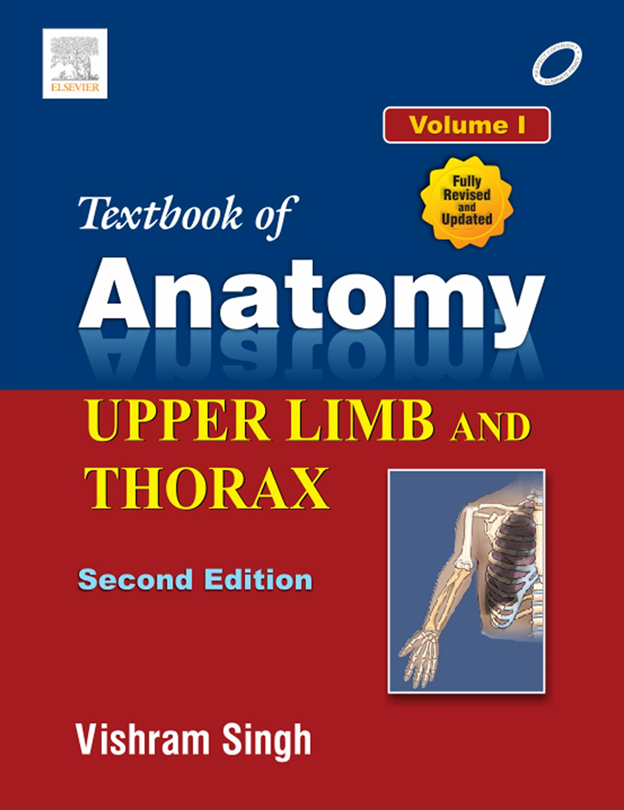 ELSEVIER
Volume I
Fully
Revised
and
Updated
Textbook of
Anatomy
UPPER LIMB AND
THORAX
Second Edition
Vishram Singh